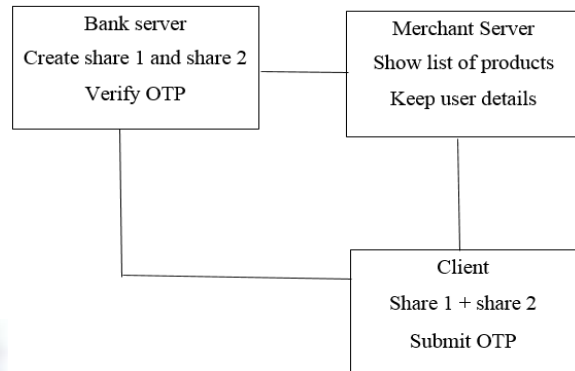 Bank server
Create share 1 and share 2
Verify OTP
Merchant Server
Show list of products
Keep user details
Client
Share 1 + share 2
Submit OTP